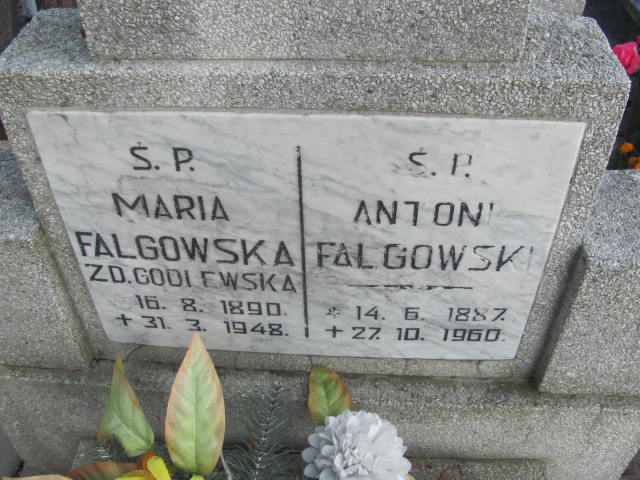 Ś. P.
MARIA
FALGOWSKA
ZD. GODLEWSKA
16. 8. 1890.
+ 31. 3. 1948.
Ś. P.
ANTONI
FALGOWSKI
* 14. 6. 1887.
+ 27. 10. 1960.